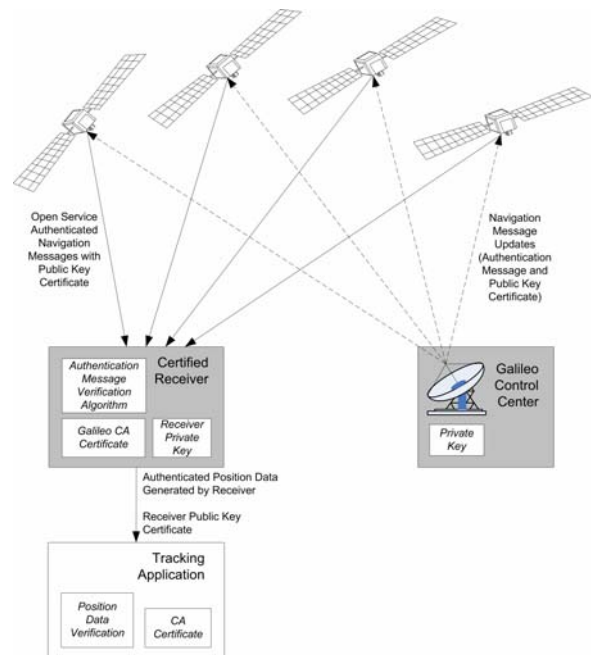 Open Service
Authenticated
Navigation
Messages with
Public Key
Certificate
Navigation
Message
Updates
(Authentication
Message and
Public Key
Certificate)
Certified
Receiver
Authentication
Message
Verification
Algorithm
Galileo CA
Certificate
Receiver
Private
Key
Galileo
Control
Center
Private
Key
Authenticated Position Data
Generated by Receiver
Receiver Public Key
Certificate
Tracking
Application
Position
Data
Verification
CA
Certificate